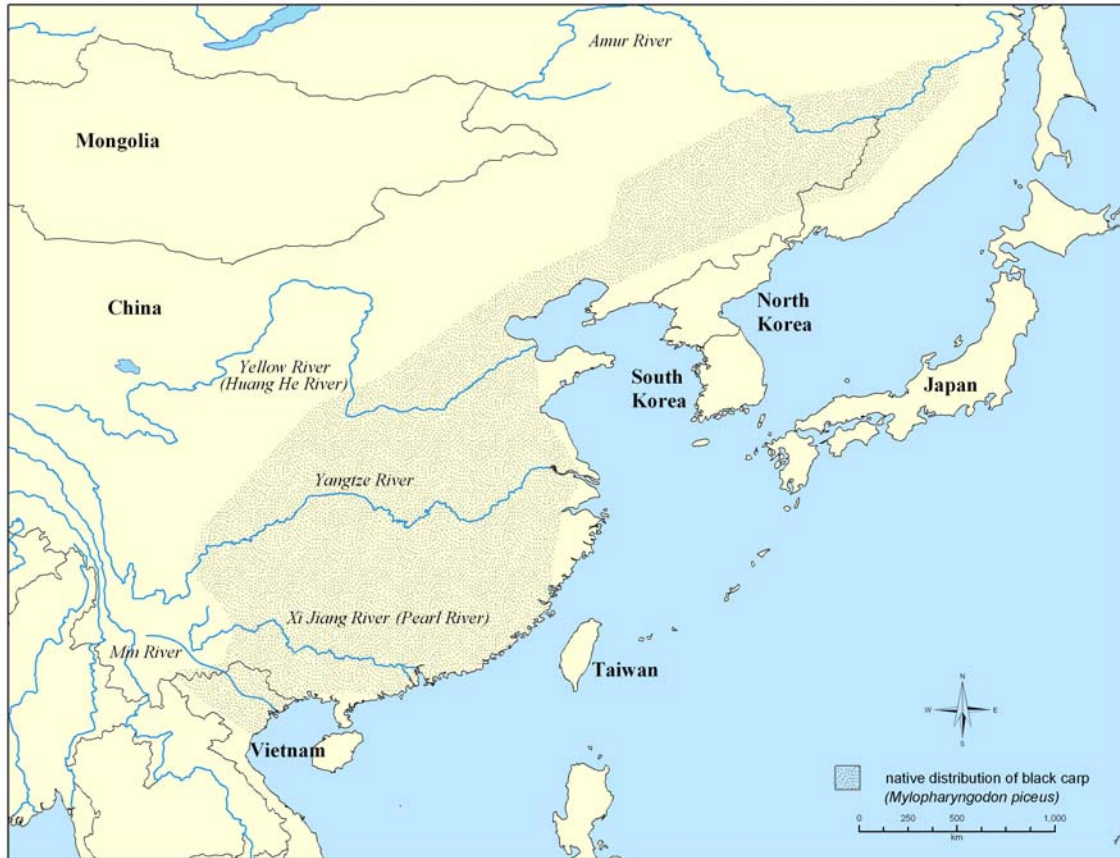 Amur River
Mongolia
China
North
Korea
Yellow River
(Huang He River)
South
Korea
Japan
Yangtze River
Xi Jiang River (Pearl River)
Min River
Taiwan
Vietnam
N
W
E
S
native distribution of black carp
(Mylopharyngodon piceus)
0 250 500 1,000
km